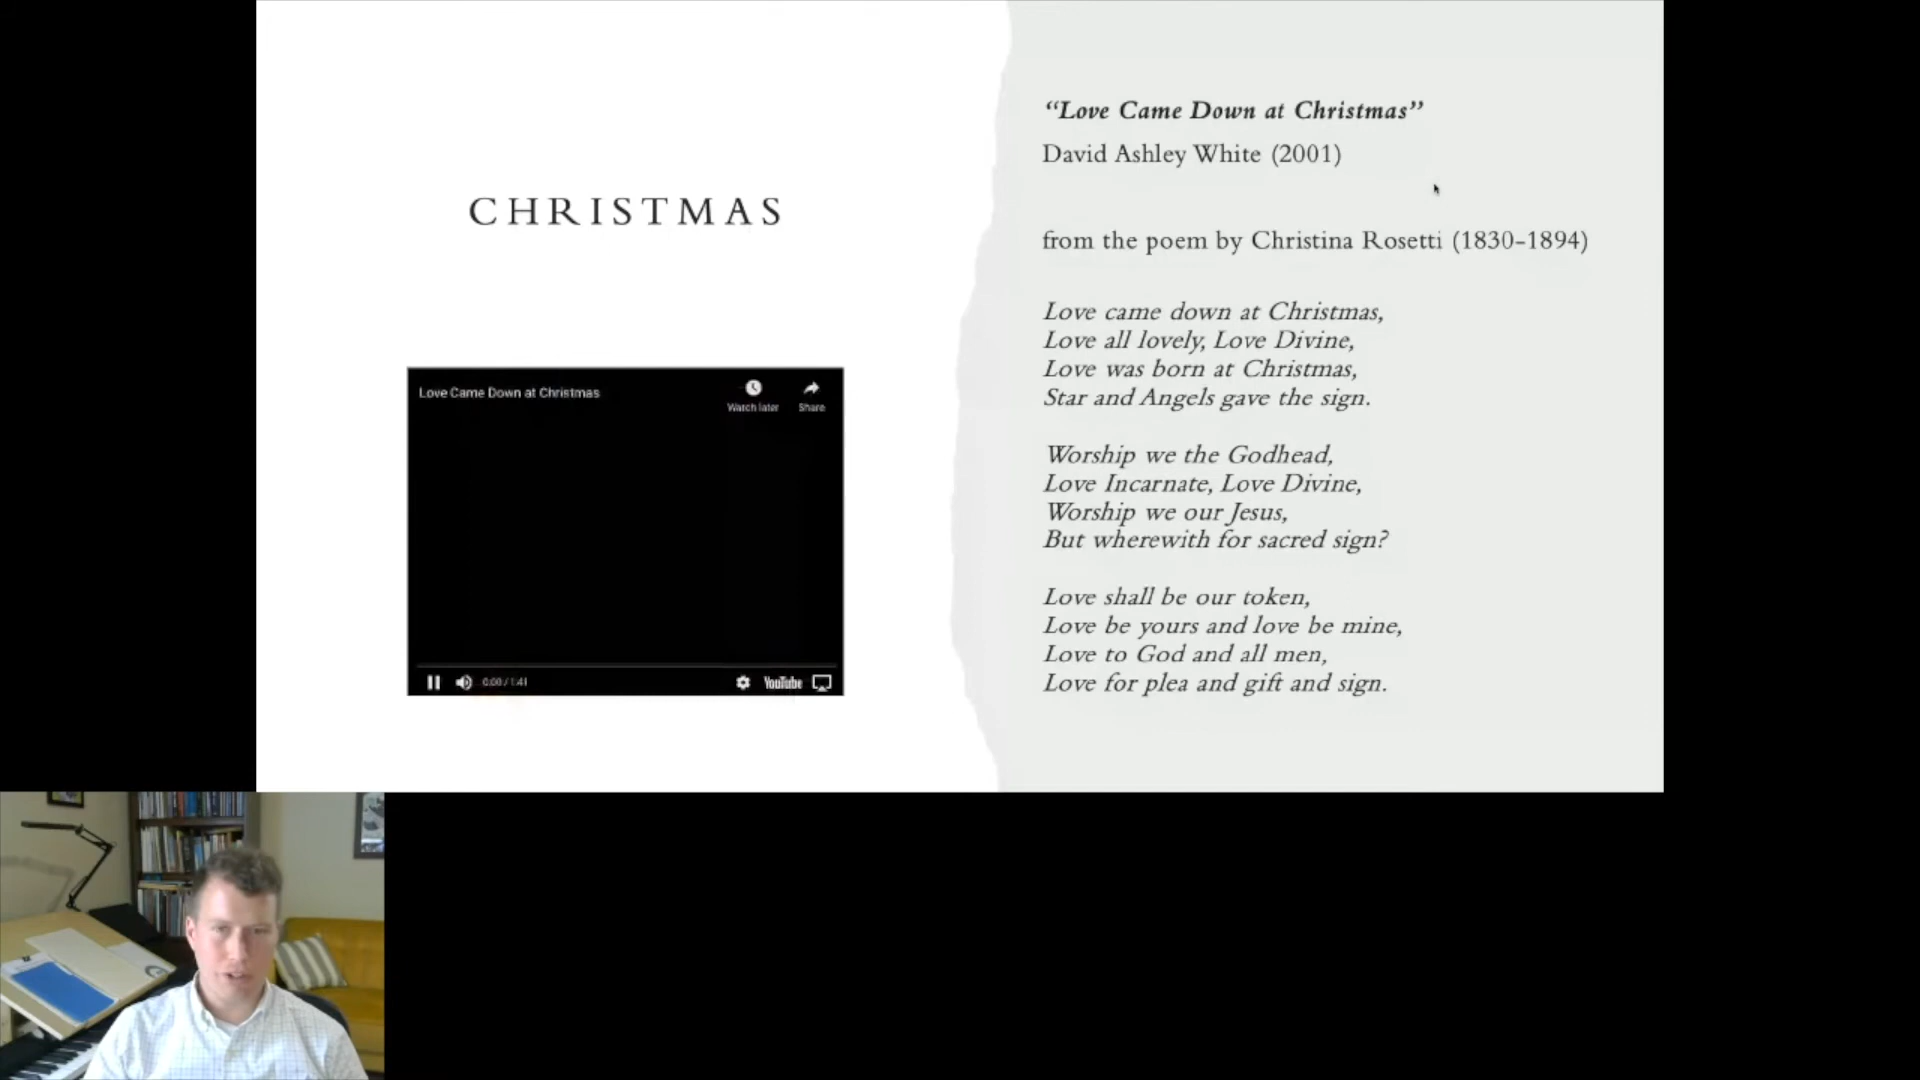 CHRISTMAS
Love Came Down at Christmas
Watch later
Share
0:00 / 1:41
YouTube
“Love Came Down at Christmas”
David Ashley White (2001)
from the poem by Christina Rosetti (1830-1894)
Love came down at Christmas,
Love all lovely, Love Divine,
Love was born at Christmas,
Star and Angels gave the sign.
Worship we the Godhead,
Love Incarnate, Love Divine,
Worship we our Jesus,
But wherewith for sacred sign?
Love shall be our token,
Love be yours and love be mine,
Love to God and all men,
Love for plea and gift and sign.